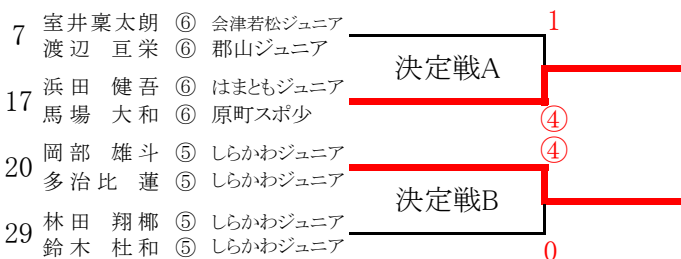 7 室井稟太朗 ⑥ 会津若松ジュニア
渡辺 亘栄 ⑥ 郡山ジュニア
1
決定戦A
17 浜田 健吾 ⑥ はまともジュニア
馬場 大和 ⑥ 原町スポ少
④
20 岡部 雄斗 ⑤ しらかわジュニア
多治比 蓮 ⑤ しらかわジュニア
④
決定戦B
29 林田 翔椰 ⑤ しらかわジュニア
鈴木 杜和 ⑤ しらかわジュニア
0